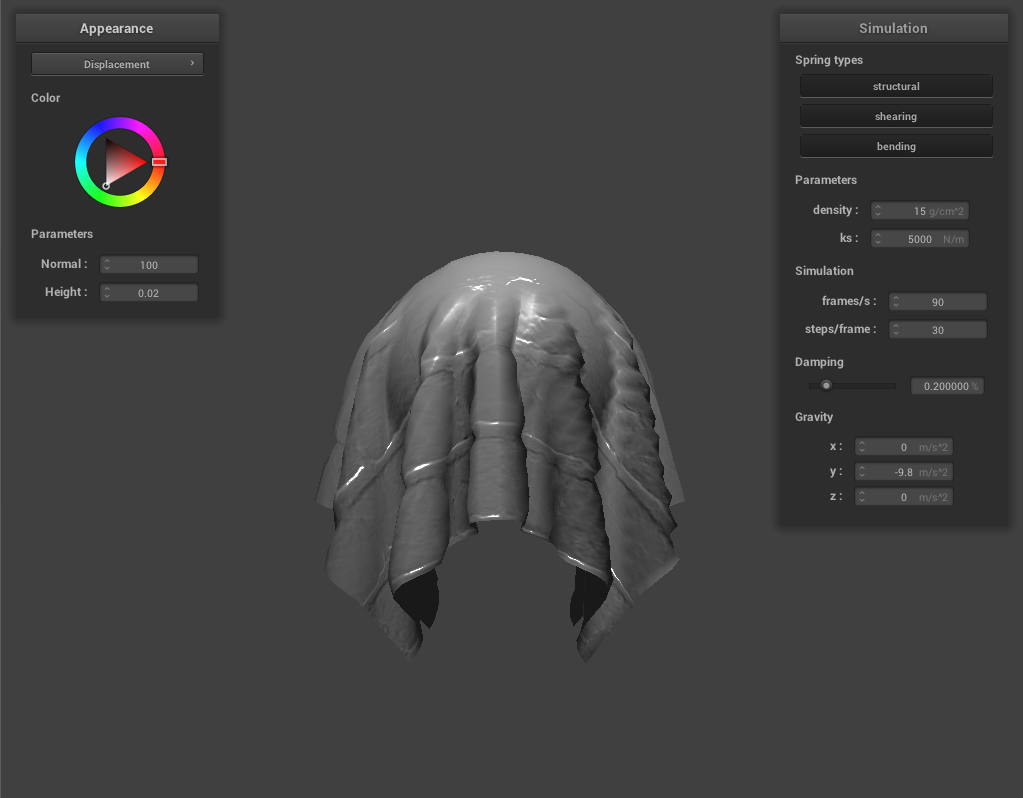 Appearance
Displacement
Color
Parameters
Normal : 100
Height : 0.02
Simulation
Spring types
structural
shearing
bending
Parameters
density : 15 g/cm^2
ks : 5000 N/m
Simulation
frames/s : 90
steps/frame : 30
Damping
0.200000 %
Gravity
x : 0 m/s^2
y : -9.8 m/s^2
z : 0 m/s^2